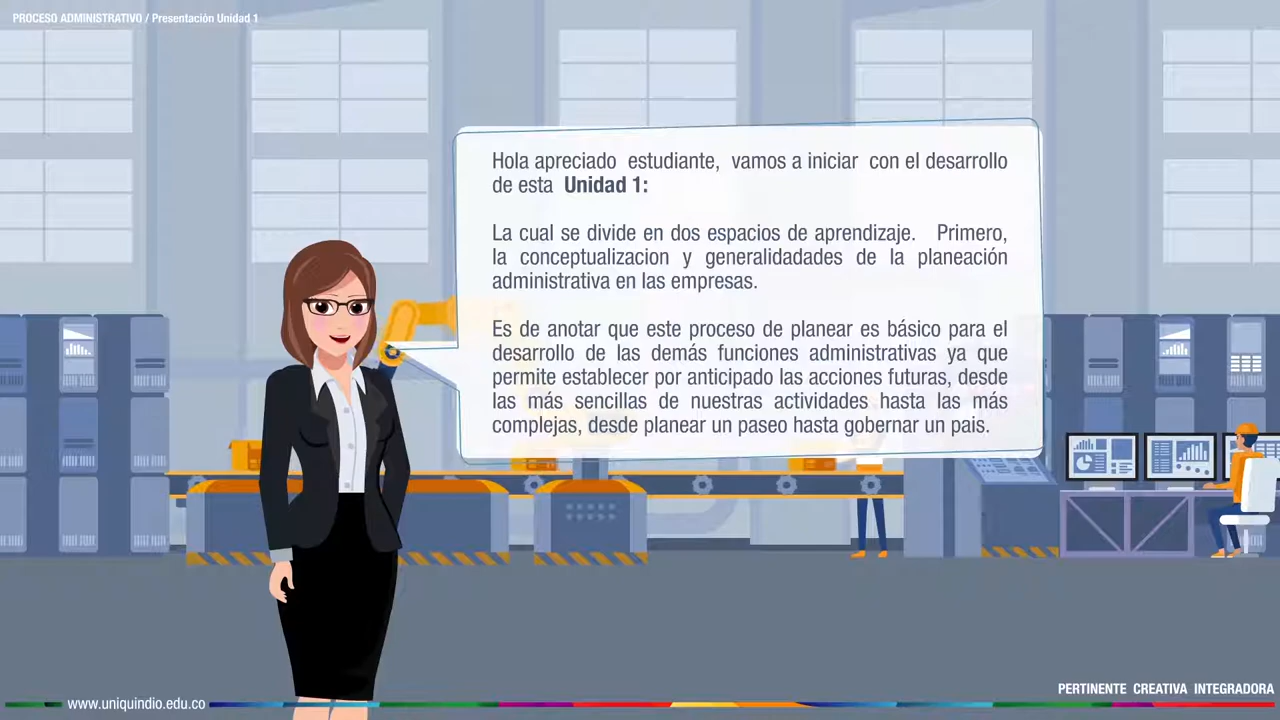 PROCESO ADMINISTRATIVO / Presentación Unidad 1
Hola apreciado estudiante, vamos a iniciar con el desarrollo
de esta Unidad 1:
La cual se divide en dos espacios de aprendizaje. Primero,
la conceptualizacion y generalidadades de la planeación
administrativa en las empresas.
Es de anotar que este proceso de planear es básico para el
desarrollo de las demás funciones administrativas ya que
permite establecer por anticipado las acciones futuras, desde
las más sencillas de nuestras actividades hasta las más
complejas, desde planear un paseo hasta gobernar un pais.
PERTINENTE CREATIVA INTEGRADORA
www.uniquindio.edu.co